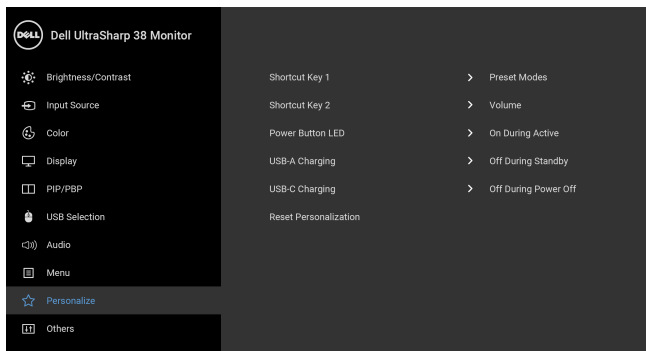 DELL Dell UltraSharp 38 Monitor
Brightness/Contrast Shortcut Key 1 Preset Modes
Input Source Shortcut Key 2 Volume
Color Power Button LED On During Active
Display USB-A Charging Off During Standby
PIP/PBP USB-C Charging Off During Power Off
USB Selection Reset Personalization
Audio
Menu
Personalize
Others